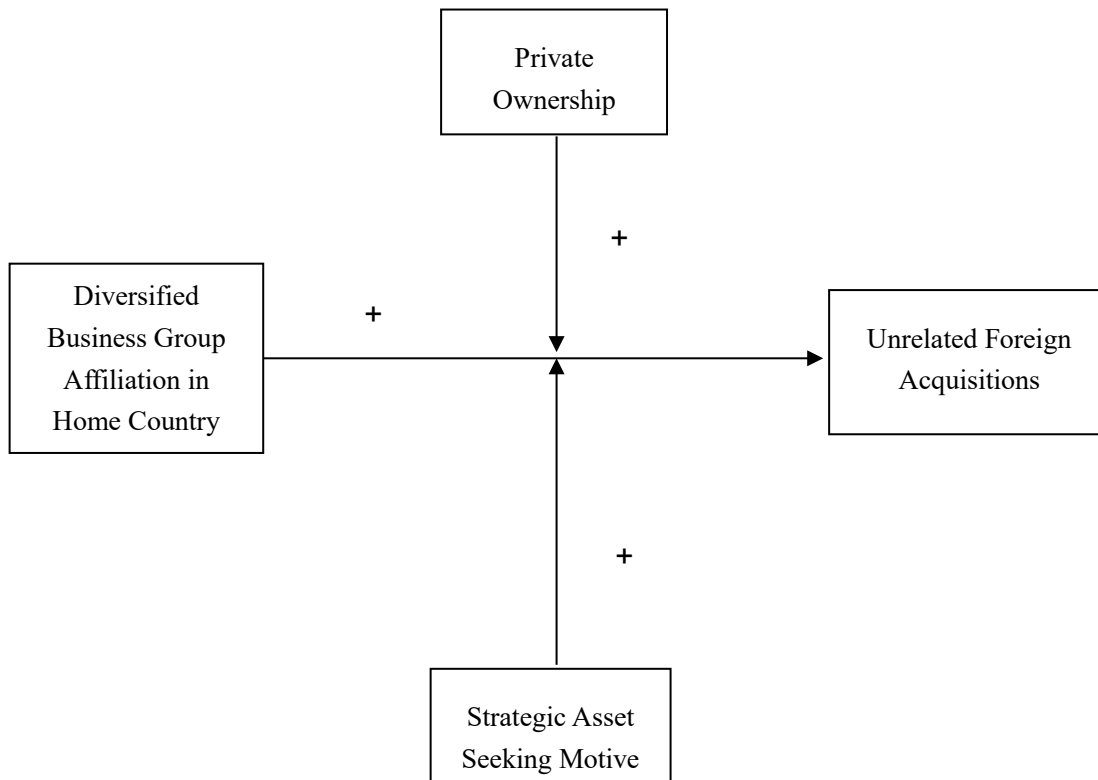 Private
Ownership
+
+
Diversified
Business Group
Affiliation in
Home Country
Unrelated Foreign
Acquisitions
+
Strategic Asset
Seeking Motive